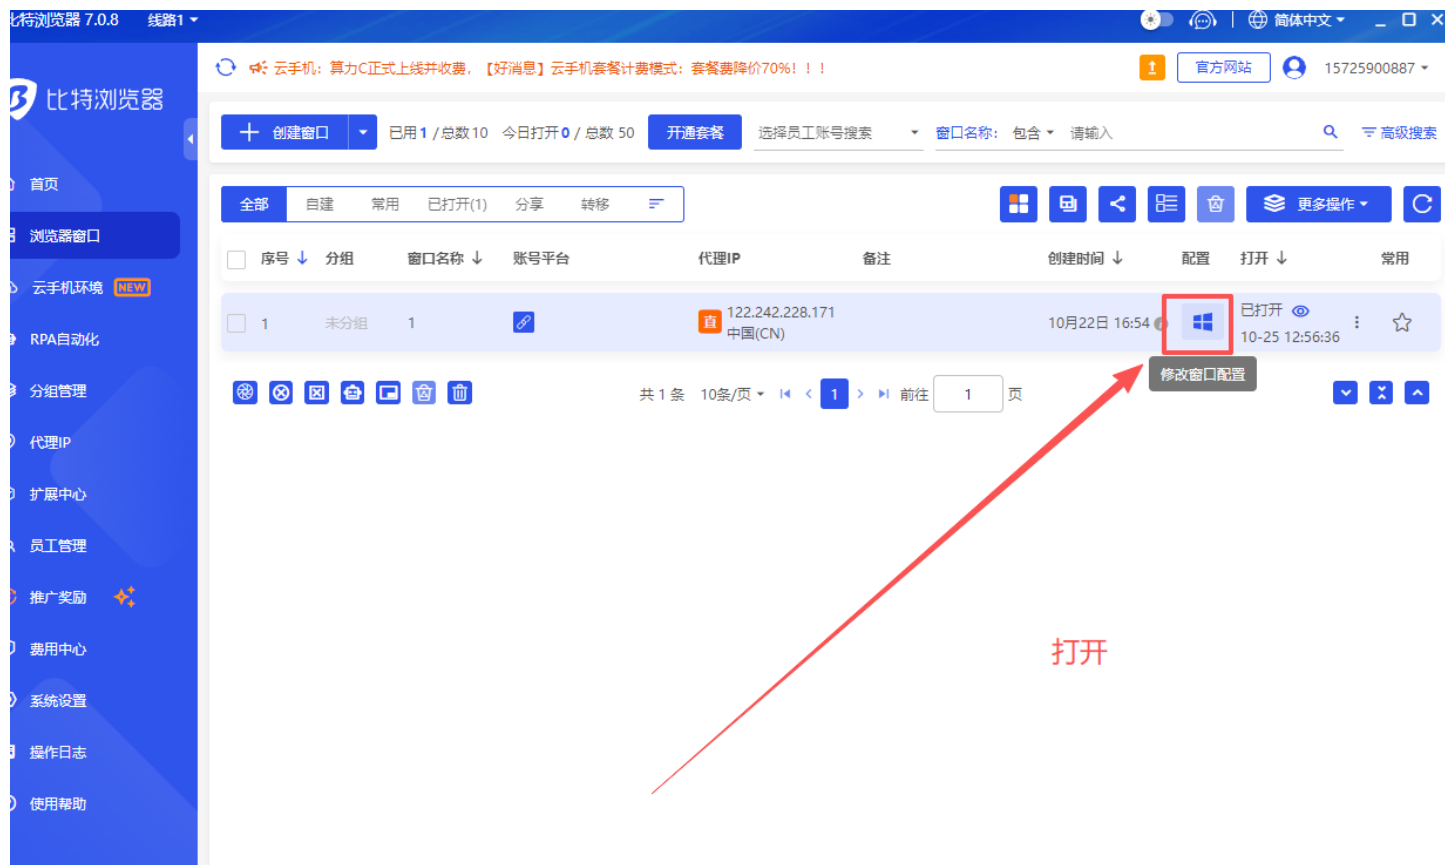 比特浏览器 7.0.8 线路1 简体中文
云手机：算力C正式上线并收费，【好消息】云手机套餐计费模式：套餐费降价70%！！！ 官方网站 15725900887
比特浏览器
创建窗口 已用 1 / 总数 10 今日打开 0 / 总数 50 开通套餐 选择员工账号搜索 窗口名称： 包含 请输入 高级搜索
首页
浏览器窗口
云手机环境 NEW
RPA自动化
分组管理
代理IP
扩展中心
员工管理
推广奖励
费用中心
系统设置
操作日志
使用帮助
全部 自建 常用 已打开(1) 分享 转移 更多操作
序号 分组 窗口名称 账号平台 代理IP 备注 创建时间 配置 打开 常用
1 未分组 1 直 122.242.228.171 10月22日 16:54 已打开
中国(CN) 10-25 12:56:36
修改窗口配置
共 1 条 10条/页 1 前往 1 页
打开